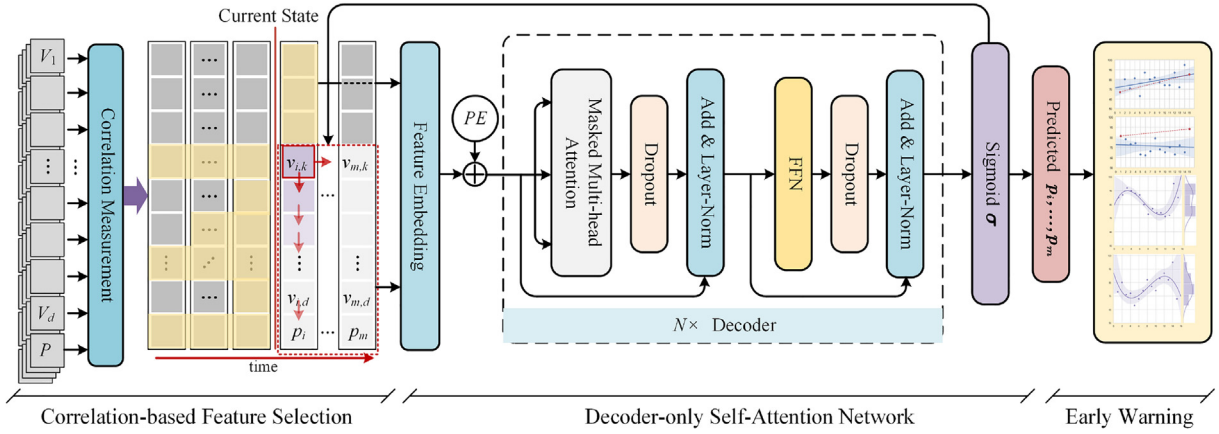 Current State
V1
...
Vd
P
Correlation Measurement
...
...
...
vi,k
vm,k
...
...
vi,d
vm,d
pi
...
pm
time
Feature Embedding
PE
Masked Multi-head
Attention
Dropout
Add & Layer-Norm
FFN
Dropout
Add & Layer-Norm
N× Decoder
Sigmoid σ
Predicted pi,...,pm
Correlation-based Feature Selection
Decoder-only Self-Attention Network
Early Warning